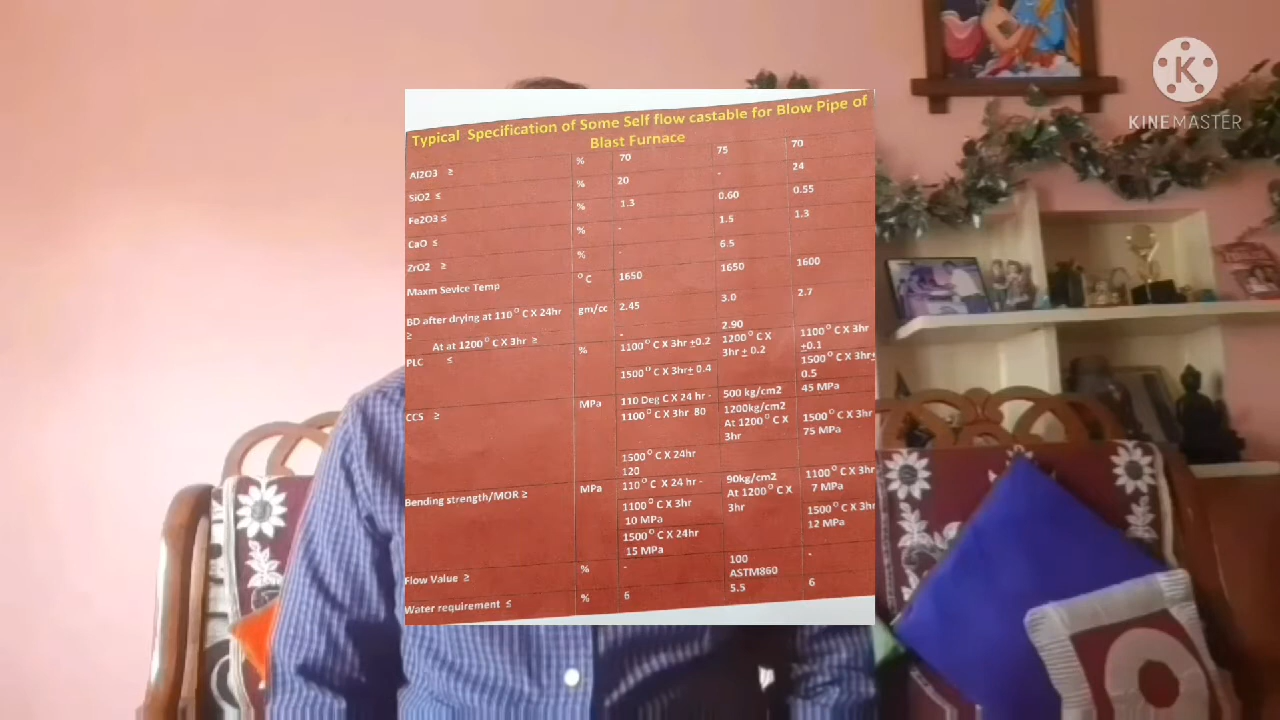 Typical Specification of Some Self flow castable for Blow Pipe of
Blast Furnace
Al2O3 ≥ % 70 75 70
SiO2 ≤ % 20 - 24
Fe2O3 ≤ % 1.3 0.60 0.55
CaO ≤ % - 1.5 1.3
ZrO2 ≥ % - 6.5
Maxm Sevice Temp °C 1650 1650 1600
BD after drying at 110°C X 24hr gm/cc 2.45 3.0 2.7
≥
At at 1200°C X 3hr ≥ - 2.90
PLC ≤ % 1100°C X 3hr ±0.2 1200°C X 1100°C X 3hr
3hr ± 0.2 ±0.1
1500°C X 3hr± 0.4 1500°C X 3hr±
0.5
CCS ≥ MPa 110 Deg C X 24 hr - 500 kg/cm2 45 MPa
1100°C X 3hr 80 1200kg/cm2 1500°C X 3hr
At 1200°C X 75 MPa
3hr
1500°C X 24hr
120
Bending strength/MOR ≥ MPa 110°C X 24 hr - 90kg/cm2 1100°C X 3hr
At 1200°C X 7 MPa
1100°C X 3hr 3hr 1500°C X 3hr
10 MPa 12 MPa
1500°C X 24hr
15 MPa
Flow Value ≥ % - 100 -
ASTM860
Water requirement ≤ % 6 5.5 6
K
KINEMASTER